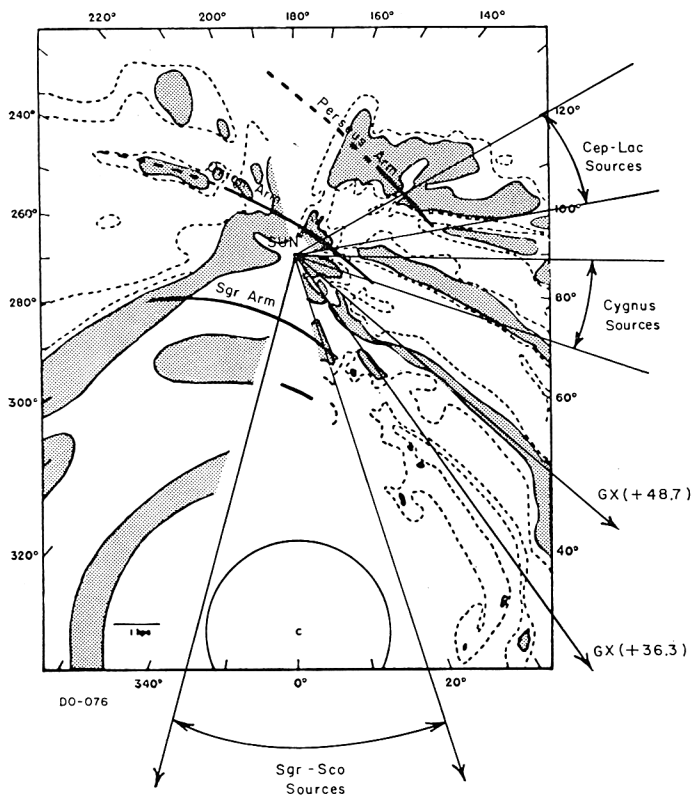 220° 200° 180° 160° 140°
240°
Perseus Arm
120°
Cep-Lac
Sources
Orion Arm
100°
260°
SUN
Sgr Arm
280°
80°
Cygnus
Sources
300°
60°
GX(+48.7)
320°
40°
1 kpc
C
GX(+36.3)
340° 0° 20°
DO-076
Sgr-Sco
Sources